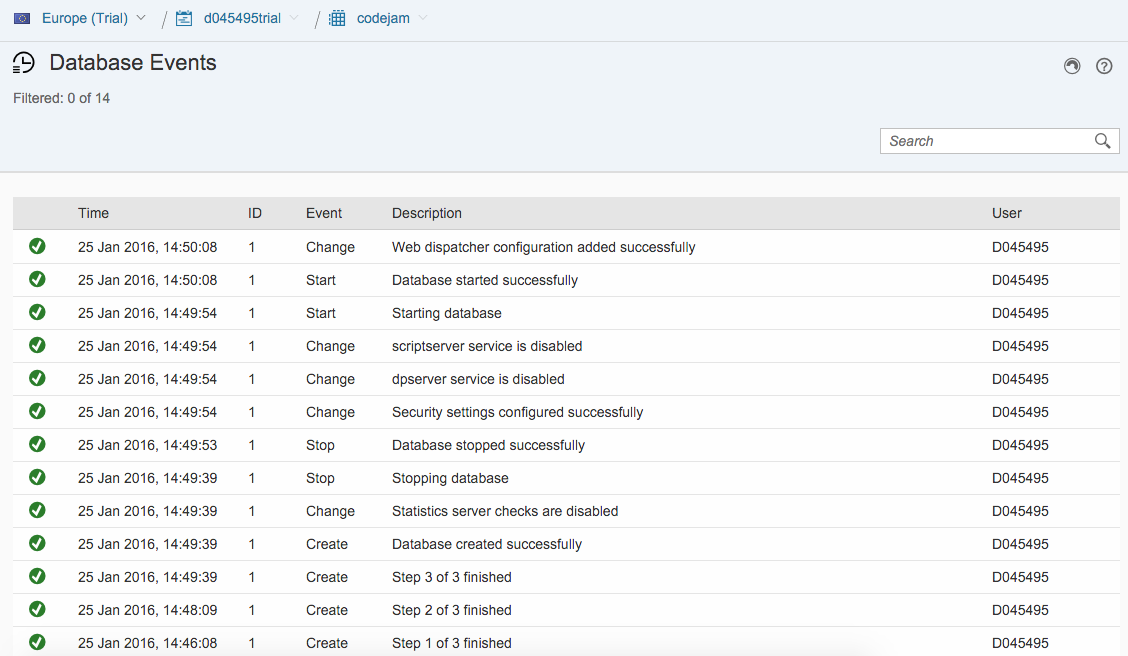 Europe (Trial) / d045495trial / codejam
Database Events
Filtered: 0 of 14
Search
Time ID Event Description User
25 Jan 2016, 14:50:08 1 Change Web dispatcher configuration added successfully D045495
25 Jan 2016, 14:50:08 1 Start Database started successfully D045495
25 Jan 2016, 14:49:54 1 Start Starting database D045495
25 Jan 2016, 14:49:54 1 Change scriptserver service is disabled D045495
25 Jan 2016, 14:49:54 1 Change dpserver service is disabled D045495
25 Jan 2016, 14:49:54 1 Change Security settings configured successfully D045495
25 Jan 2016, 14:49:53 1 Stop Database stopped successfully D045495
25 Jan 2016, 14:49:39 1 Stop Stopping database D045495
25 Jan 2016, 14:49:39 1 Change Statistics server checks are disabled D045495
25 Jan 2016, 14:49:39 1 Create Database created successfully D045495
25 Jan 2016, 14:49:39 1 Create Step 3 of 3 finished D045495
25 Jan 2016, 14:48:09 1 Create Step 2 of 3 finished D045495
25 Jan 2016, 14:46:08 1 Create Step 1 of 3 finished D045495